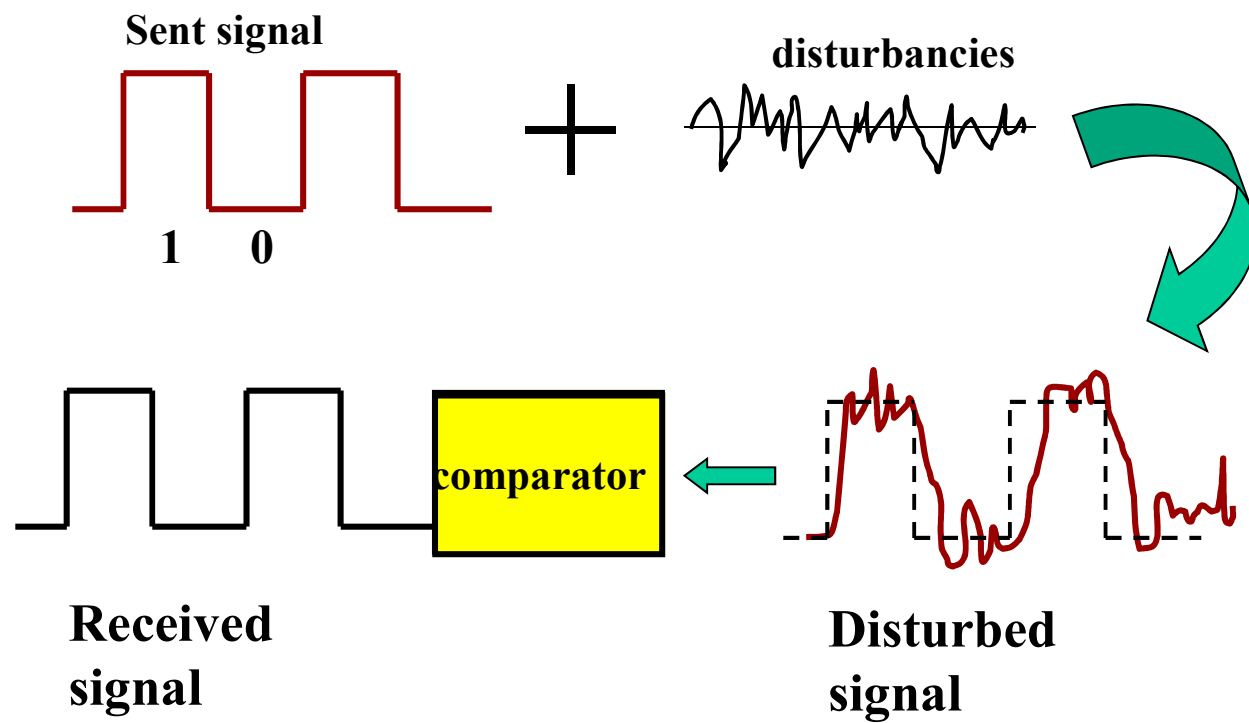 Sent signal
disturbancies
1 0
comparator
Received
signal
Disturbed
signal